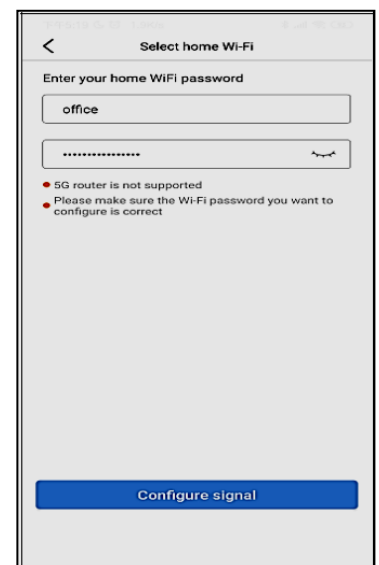 Select home Wi-Fi
Enter your home WiFi password
office
••••••••••••••••
5G router is not supported
Please make sure the Wi-Fi password you want to
configure is correct
Configure signal